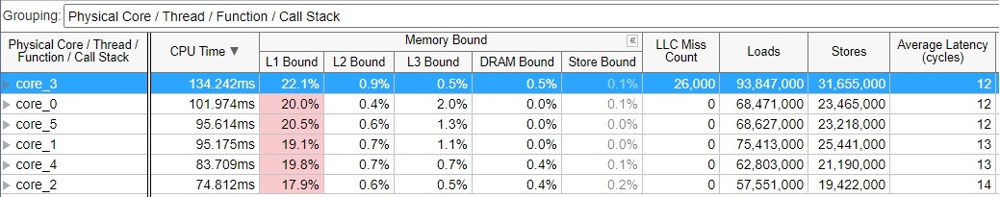 Grouping: Physical Core / Thread / Function / Call Stack
Physical Core / Thread / Function / Call Stack CPU Time ▼ Memory Bound « LLC Miss Count Loads Stores Average Latency (cycles)
L1 Bound L2 Bound L3 Bound DRAM Bound Store Bound
core_3 134.242ms 22.1% 0.9% 0.5% 0.5% 0.1% 26,000 93,847,000 31,655,000 12
core_0 101.974ms 20.0% 0.4% 2.0% 0.0% 0.1% 0 68,471,000 23,465,000 12
core_5 95.614ms 20.5% 0.6% 1.3% 0.0% 0.0% 0 68,627,000 23,218,000 12
core_1 95.175ms 19.1% 0.7% 1.1% 0.0% 0.0% 0 75,413,000 25,441,000 13
core_4 83.709ms 19.8% 0.7% 0.7% 0.4% 0.1% 0 62,803,000 21,190,000 13
core_2 74.812ms 17.9% 0.6% 0.5% 0.4% 0.2% 0 57,551,000 19,422,000 14